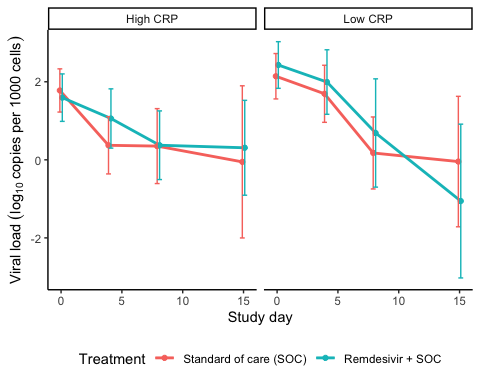 High CRP
Low CRP
Viral load (log10 copies per 1000 cells)
2
0
-2
0
5
10
15
0
5
10
15
Study day
Treatment
Standard of care (SOC)
Remdesivir + SOC